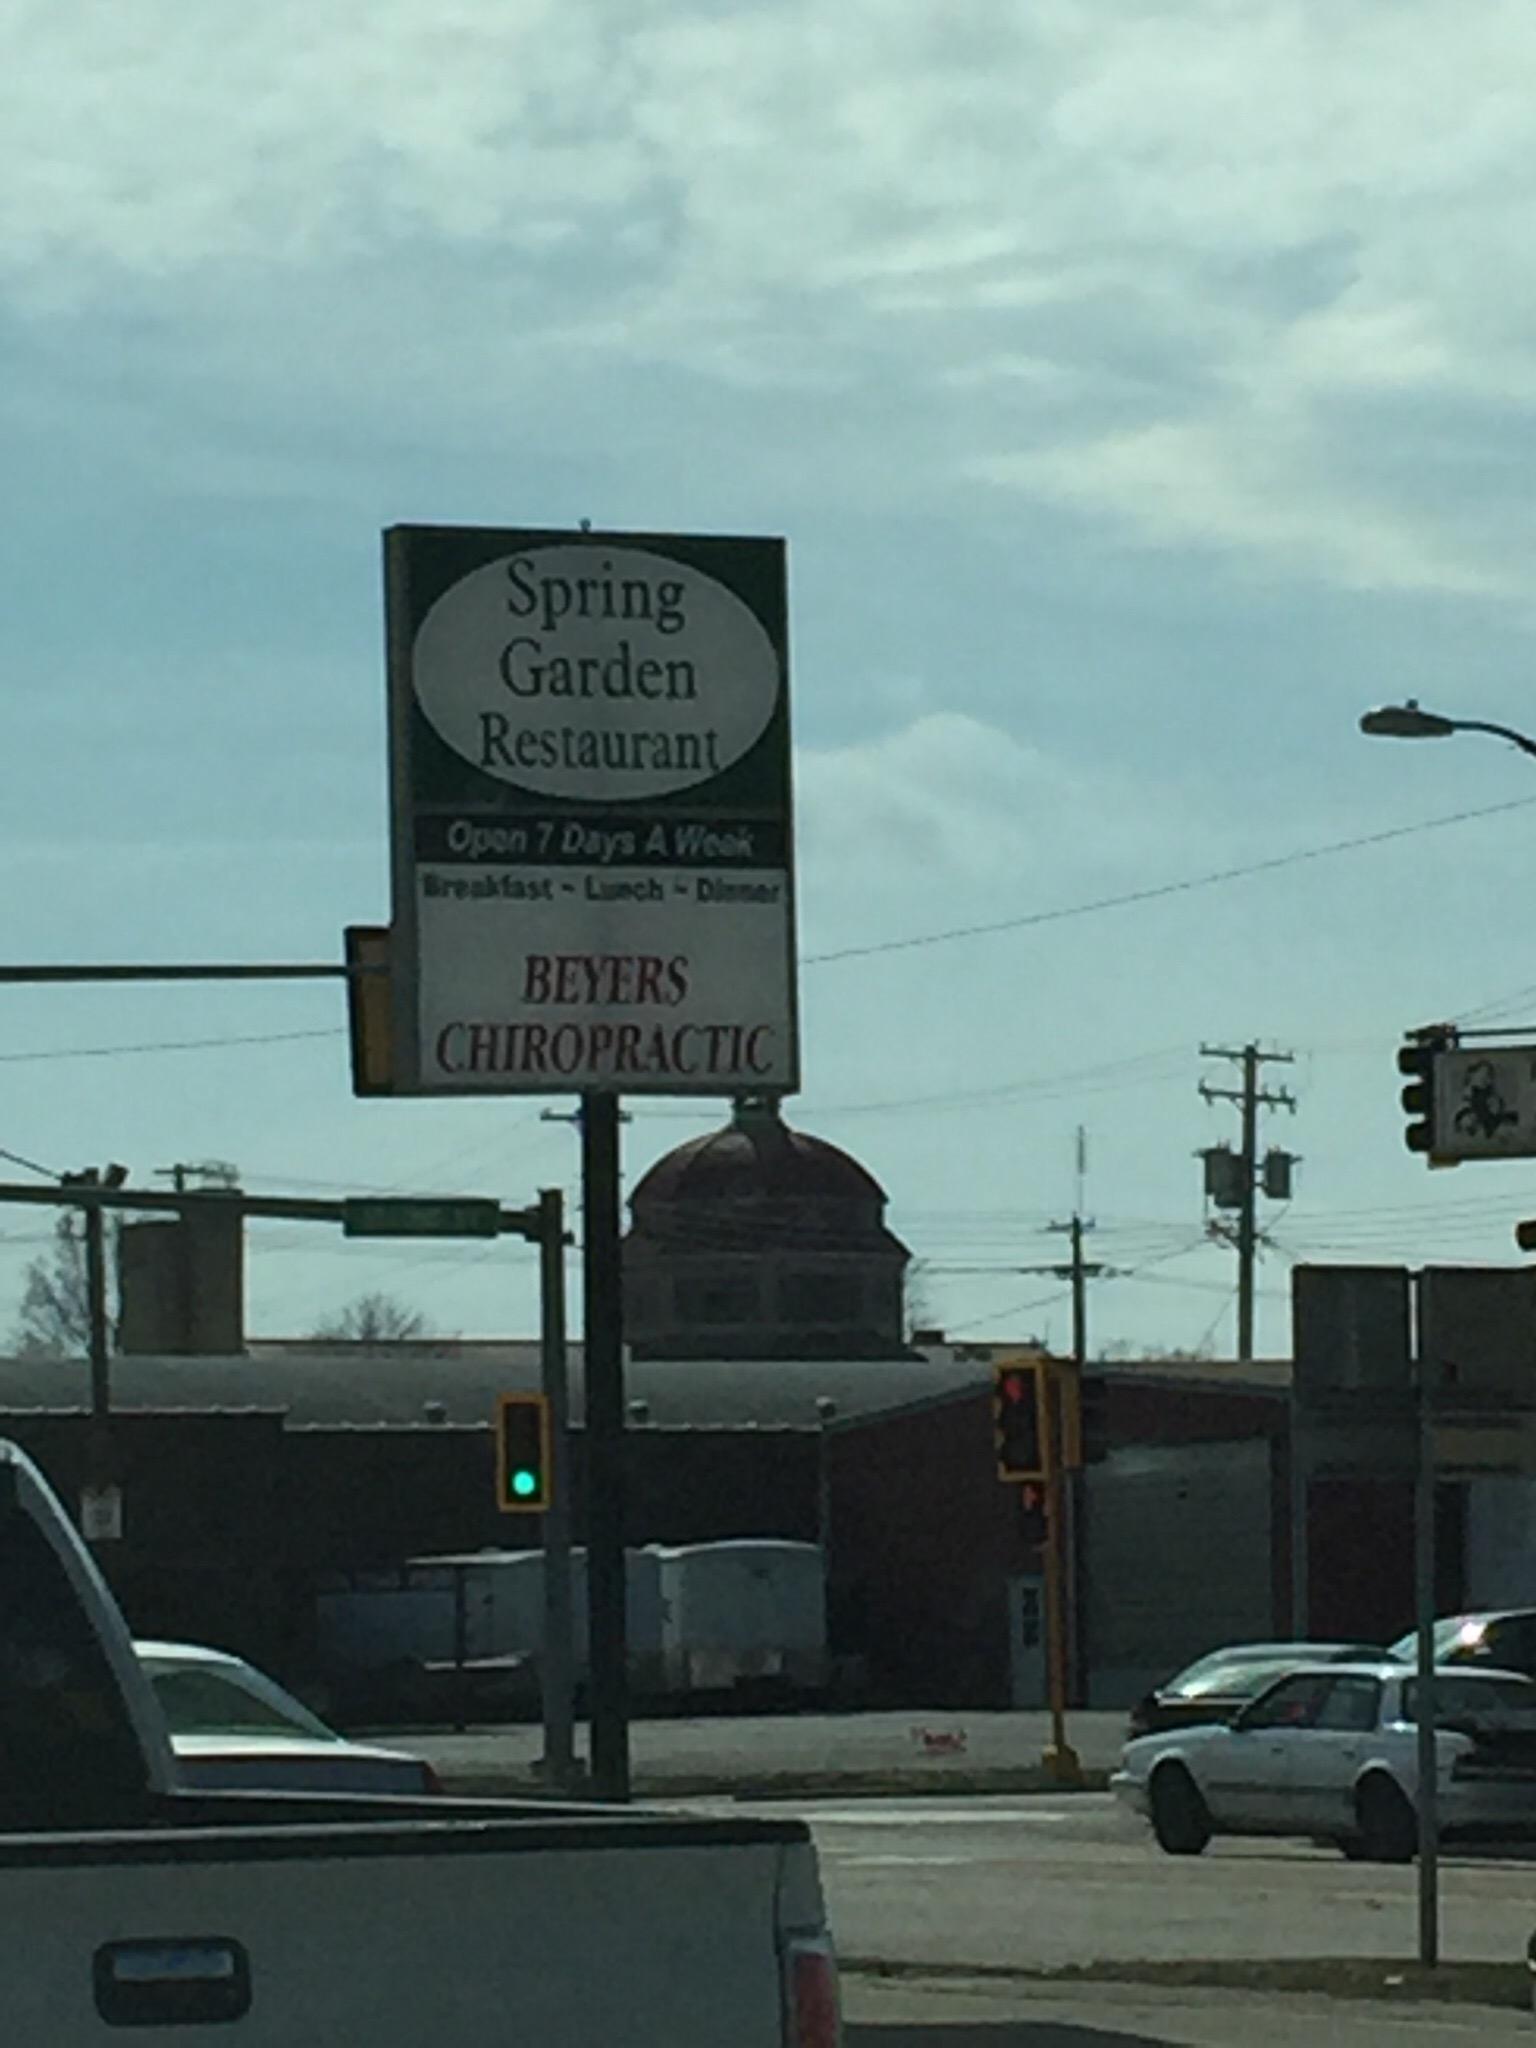 Spring
Garden
Restaurant
Open 7 Days A Week
Breakfast ~ Lunch ~ Dinner
BEYERS
CHIROPRACTIC